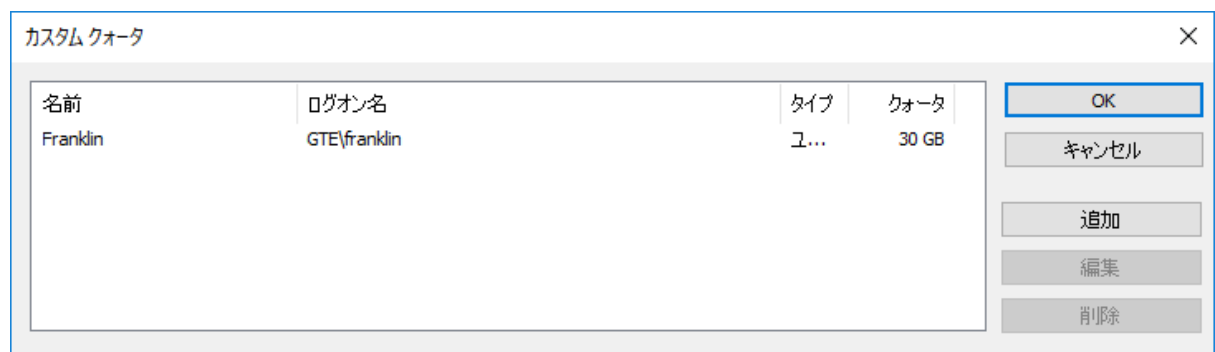 カスタム クォータ
名前 ログオン名 タイプ クォータ
Franklin GTE\franklin ユ... 30 GB
OK
キャンセル
追加
編集
削除